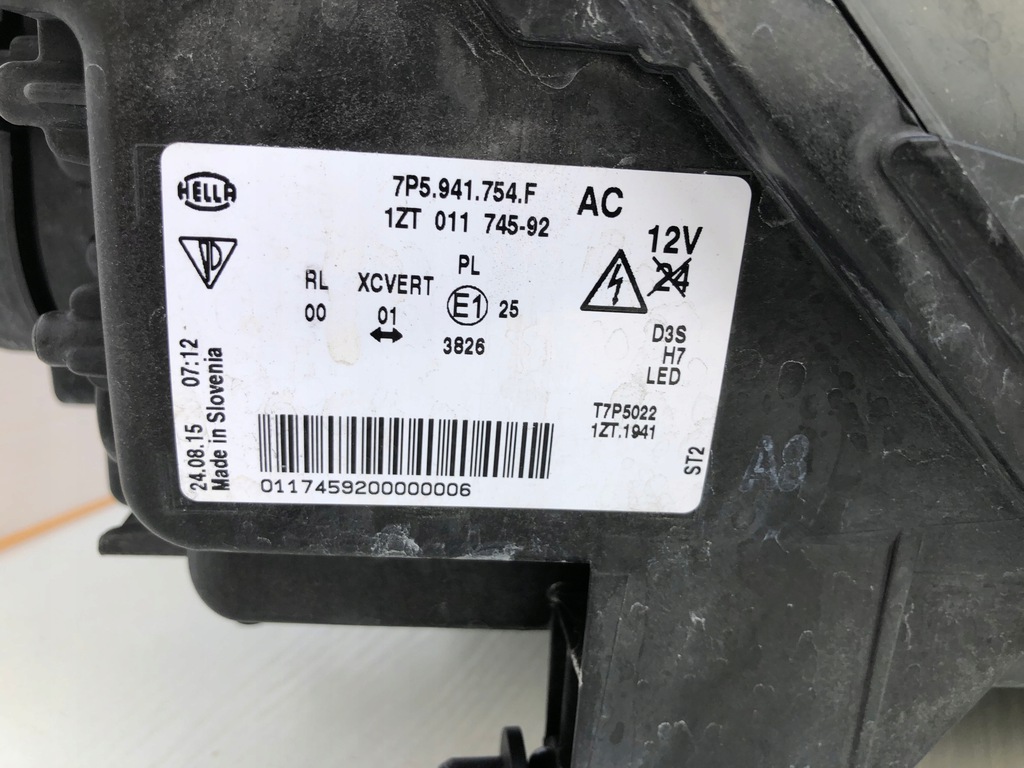 HELLA
7P5.941.754.F AC
1ZT 011 745-92
12V
24
RL XCVERT PL
00 01 E1 25
3826
D3S
H7
LED
T7P5022
1ZT.1941
ST2
24.08.15 07:12
Made in Slovenia
0117459200000006
A8